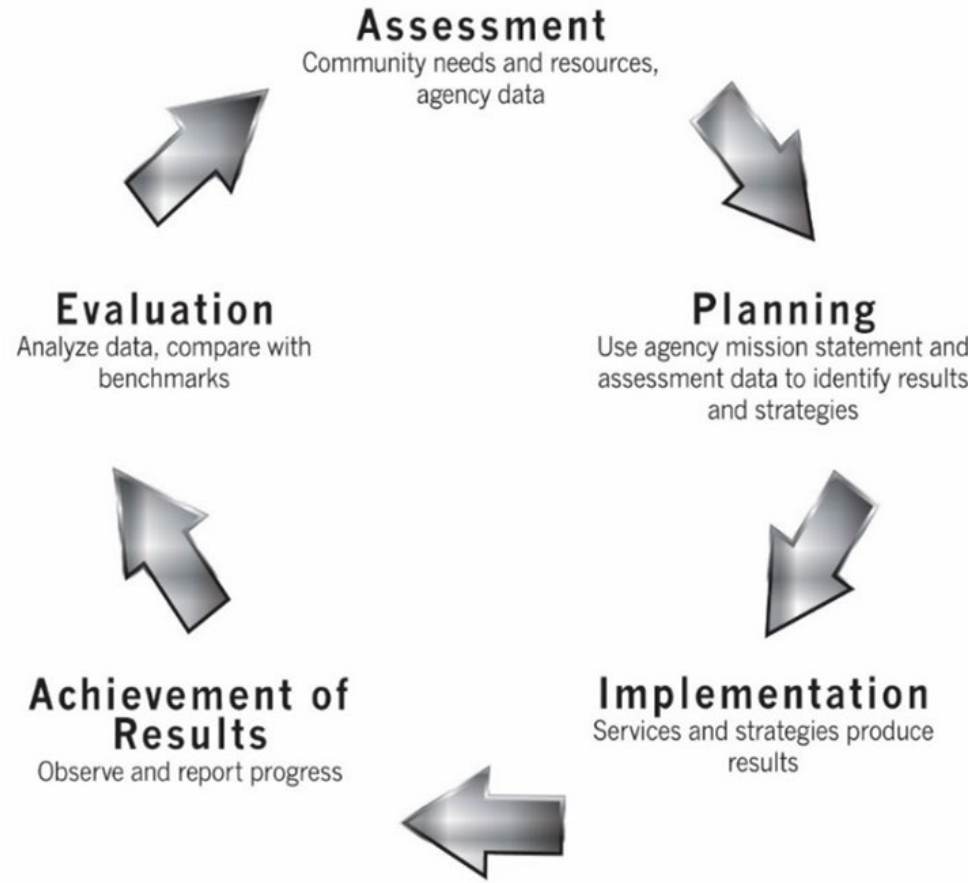 Assessment
Community needs and resources,
agency data
Planning
Use agency mission statement and
assessment data to identify results
and strategies
Implementation
Services and strategies produce
results
Achievement of
Results
Observe and report progress
Evaluation
Analyze data, compare with
benchmarks